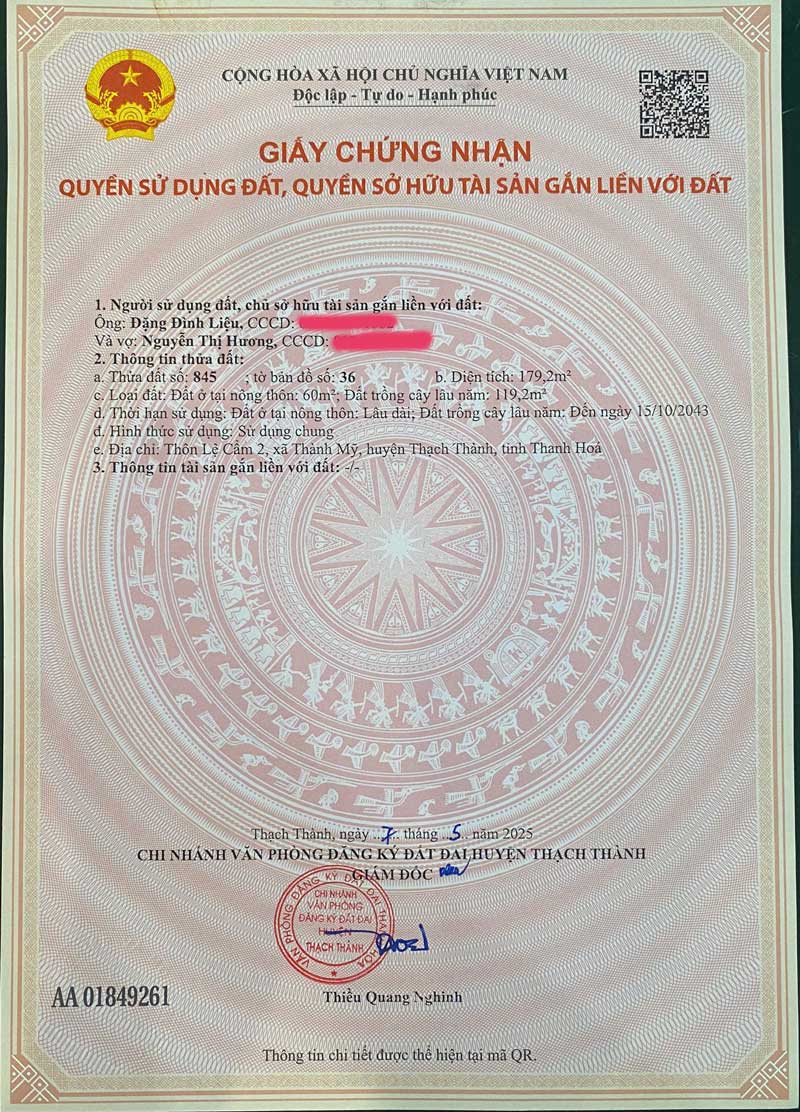 CỘNG HÒA XÃ HỘI CHỦ NGHĨA VIỆT NAM
Độc lập - Tự do - Hạnh phúc
GIẤY CHỨNG NHẬN
QUYỀN SỬ DỤNG ĐẤT, QUYỀN SỞ HỮU TÀI SẢN GẮN LIỀN VỚI ĐẤT
1. Người sử dụng đất, chủ sở hữu tài sản gắn liền với đất:
Ông: Đặng Đình Liệu, CCCD:
Và vợ: Nguyễn Thị Hương, CCCD:
2. Thông tin thửa đất:
a. Thửa đất số: 845 ; tờ bản đồ số: 36 b. Diện tích: 179,2m²
c. Loại đất: Đất ở tại nông thôn: 60m²; Đất trồng cây lâu năm: 119,2m²
d. Thời hạn sử dụng: Đất ở tại nông thôn: Lâu dài; Đất trồng cây lâu năm: Đến ngày 15/10/2043
đ. Hình thức sử dụng: Sử dụng chung
e. Địa chỉ: Thôn Lệ Cẩm 2, xã Thành Mỹ, huyện Thạch Thành, tỉnh Thanh Hoá
3. Thông tin tài sản gắn liền với đất: -/-
Thạch Thành, ngày ..7.. tháng ..5.. năm 2025
CHI NHÁNH VĂN PHÒNG ĐĂNG KÝ ĐẤT ĐAI HUYỆN THẠCH THÀNH
GIÁM ĐỐC
VĂN PHÒNG ĐĂNG KÝ ĐẤT ĐAI THANH HÓA
CHI NHÁNH
VĂN PHÒNG
ĐĂNG KÝ ĐẤT ĐAI
HUYỆN
THẠCH THÀNH
Thiều Quang Nghinh
AA 01849261
Thông tin chi tiết được thể hiện tại mã QR.